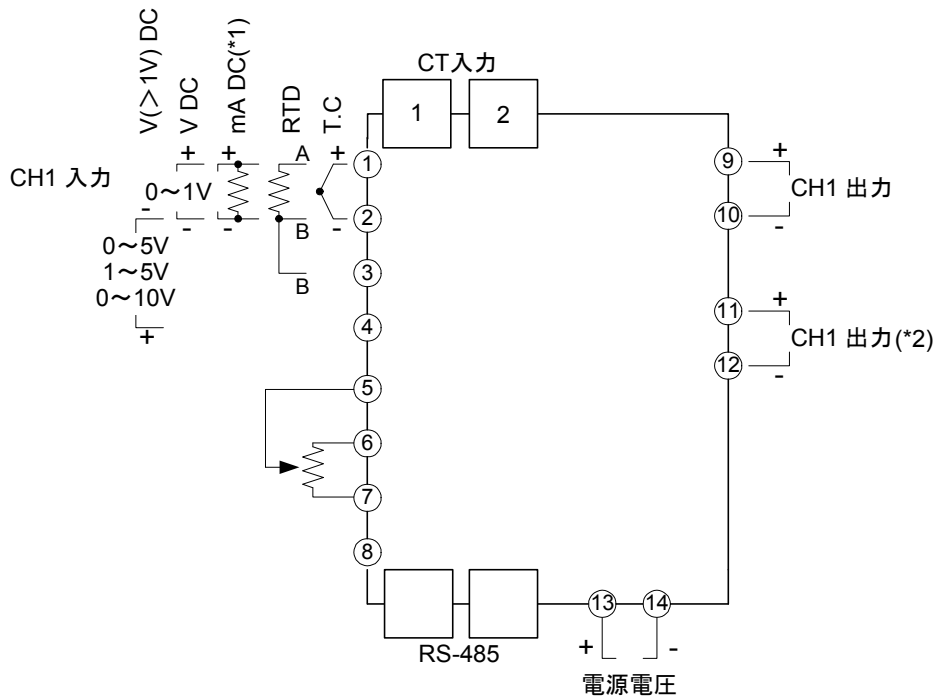 CT入力
1
2
V(＞1V) DC
V DC
mA DC(*1)
RTD
T.C
CH1 入力
+
+
A
+
0～1V
-
-
-
B
-
B
0～5V
1～5V
0～10V
+
1
2
3
4
5
6
7
8
9
+
CH1 出力
10
-
11
+
CH1 出力(*2)
12
-
13
14
+
-
RS-485
電源電圧